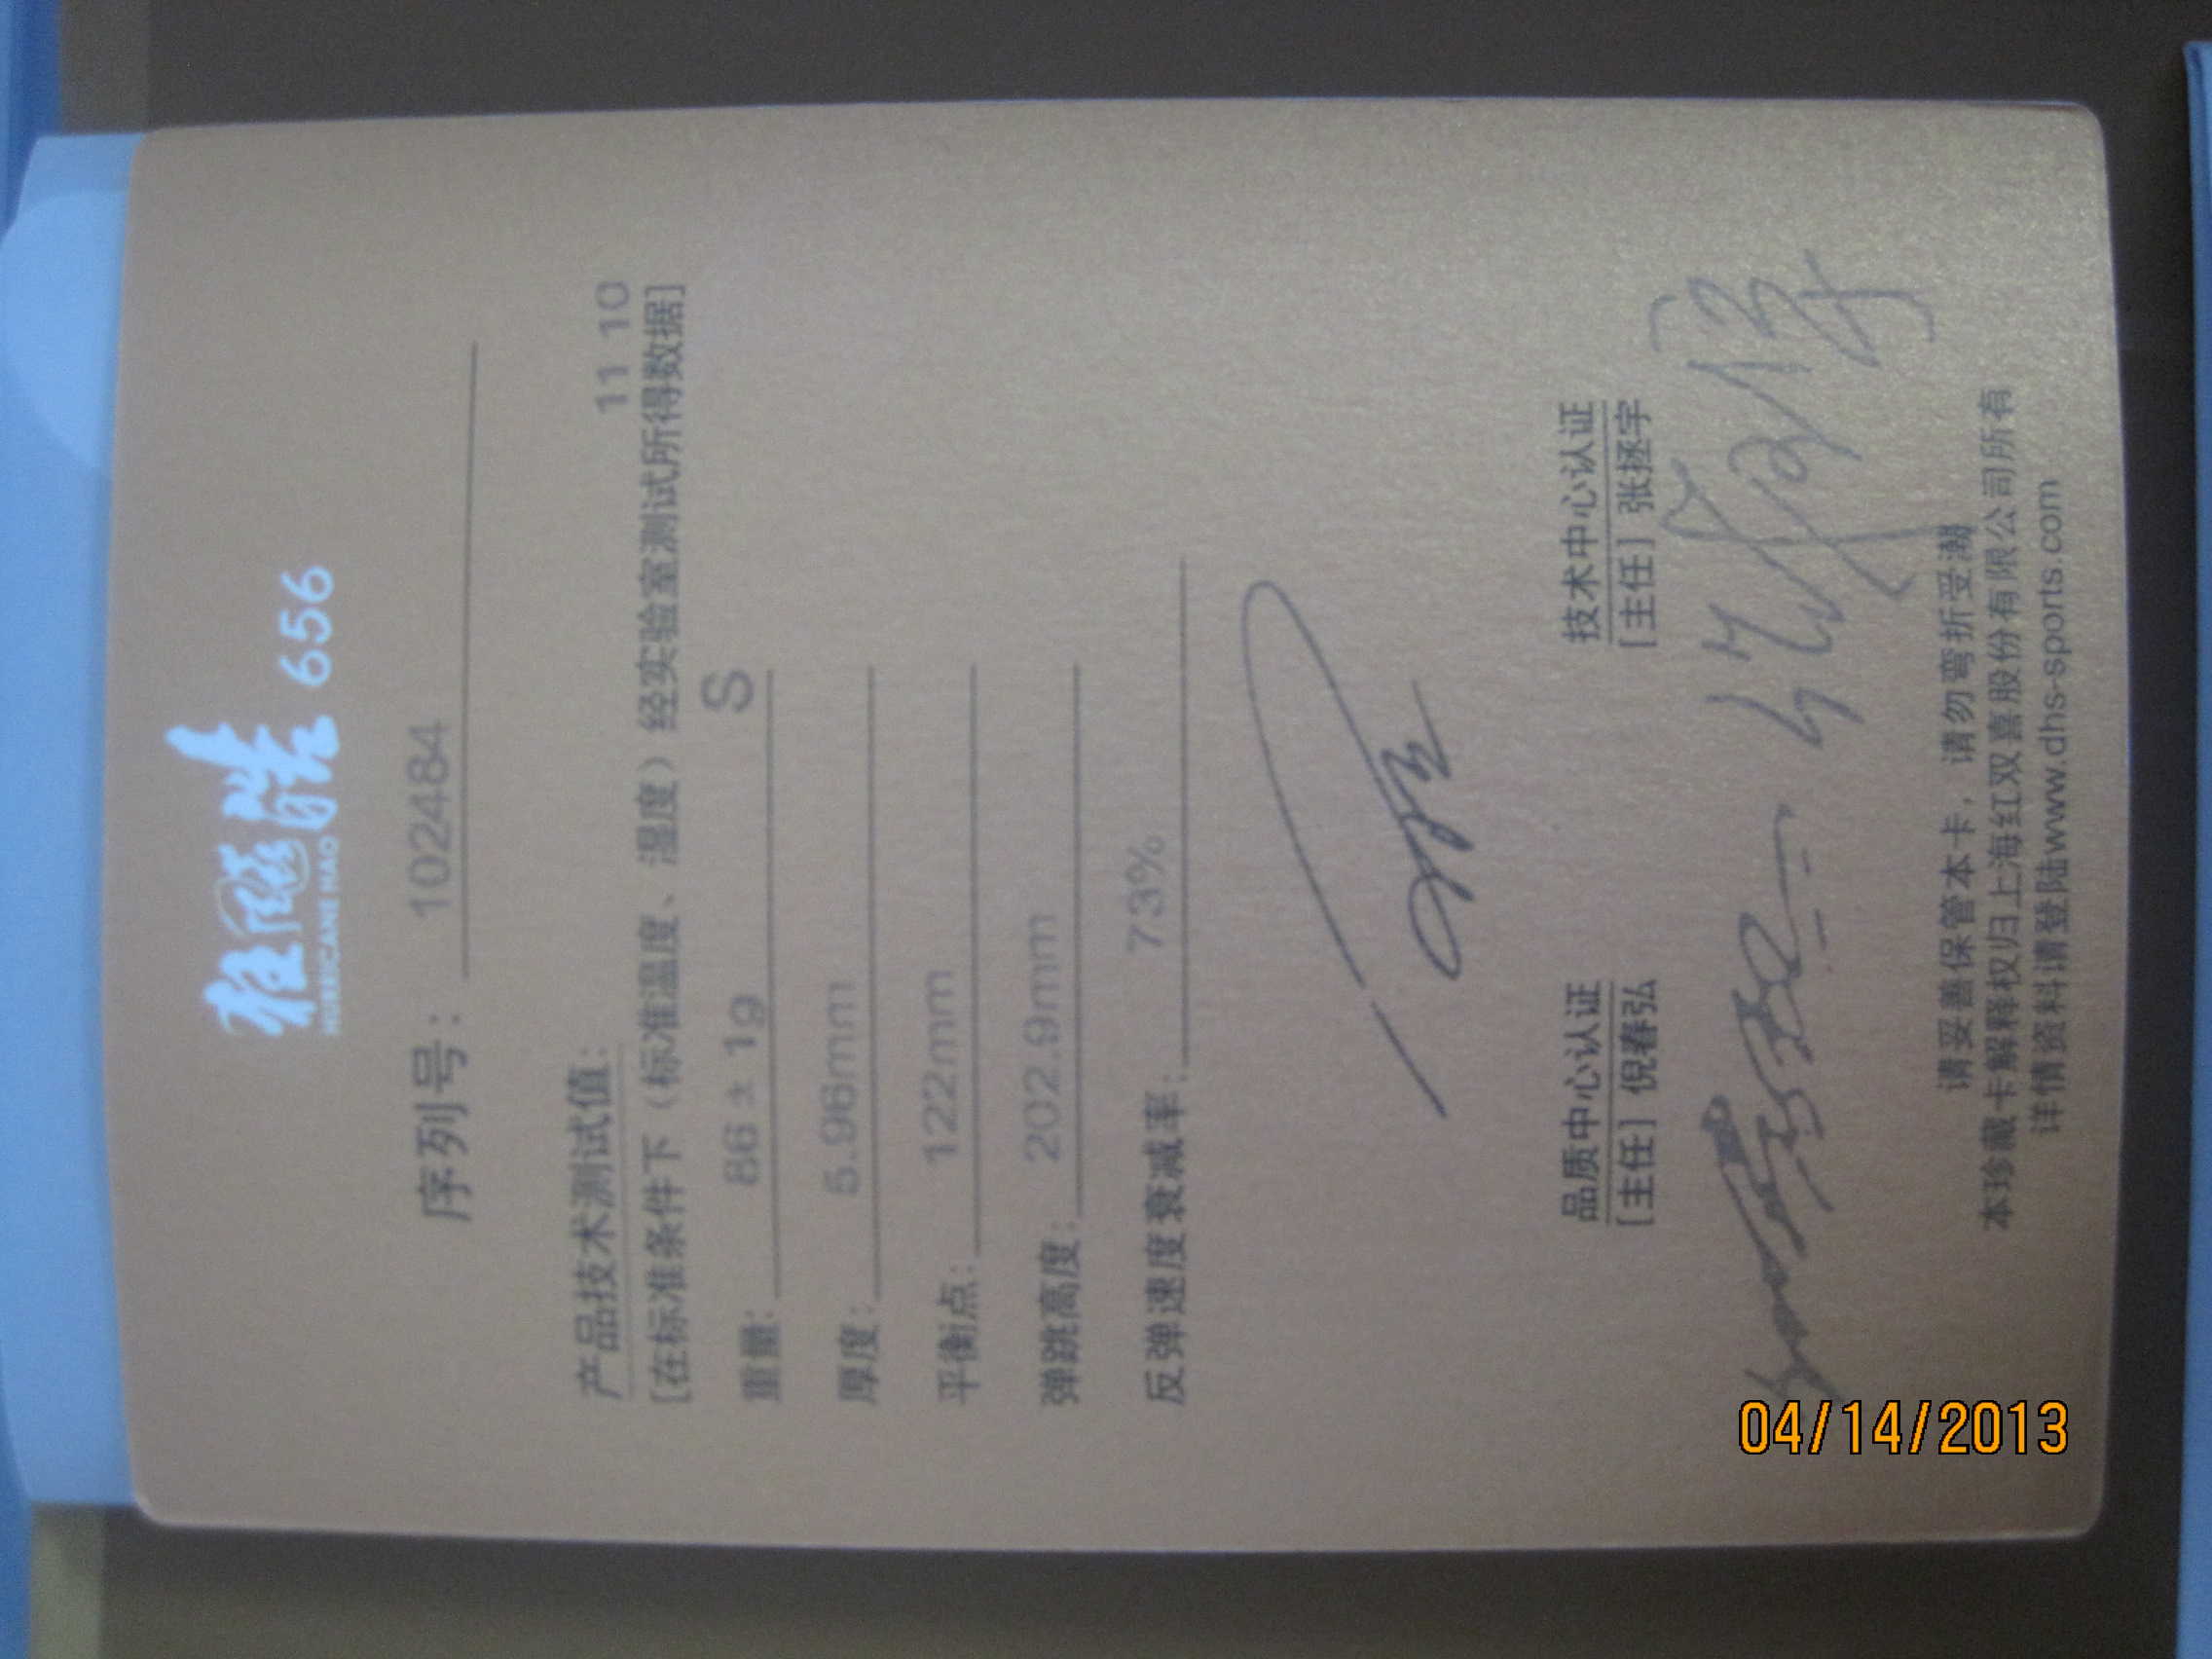 狂飚皓 656
HURRICANE HAO
序列号： 102484
产品技术测试值：
11 10
[在标准条件下（标准温度、湿度）经实验室测试所得数据]
重量： 86 ± 1g S
厚度： 5.96mm
平衡点： 122mm
弹跳高度： 202.9mm
反弹速度衰减率： 73%
品质中心认证 技术中心认证
[主任] 倪春弘 [主任] 张拯宇
请妥善保管本卡，请勿弯折受潮
本珍藏卡解释权归上海红双喜股份有限公司所有
详情资料请登陆www.dhs-sports.com
04/14/2013